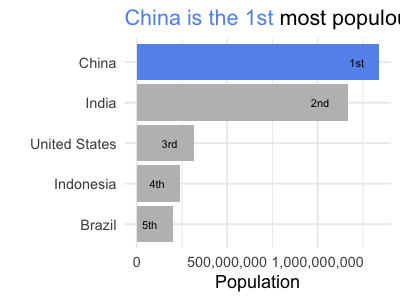 China is the 1st most
China
1st
India
2nd
United States
3rd
Indonesia
4th
Brazil
5th
0 500,000,000 1,000,000,000
Population